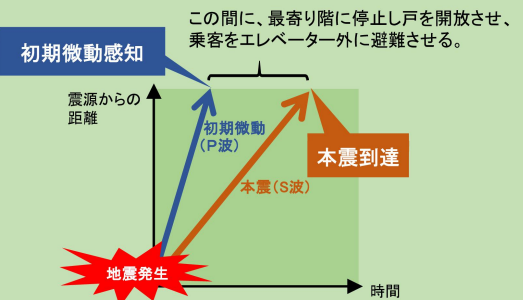 この間に、最寄り階に停止し戸を開放させ、
乗客をエレベーター外に避難させる。
初期微動感知
震源からの
距離
初期微動
(P波)
本震到達
本震(S波)
地震発生
時間